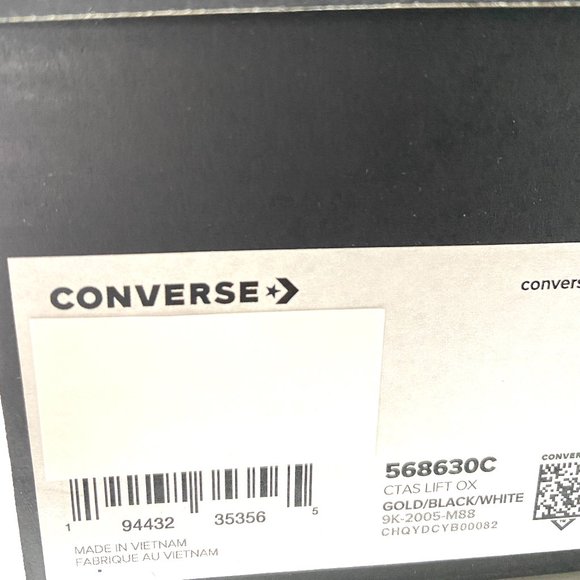 CONVERSE
convers
568630C
CTAS LIFT OX
GOLD/BLACK/WHITE
9K-2005-M88
CHQYDCYB00082
CONVER
1 94432 35356 5
MADE IN VIETNAM
FABRIQUE AU VIETNAM